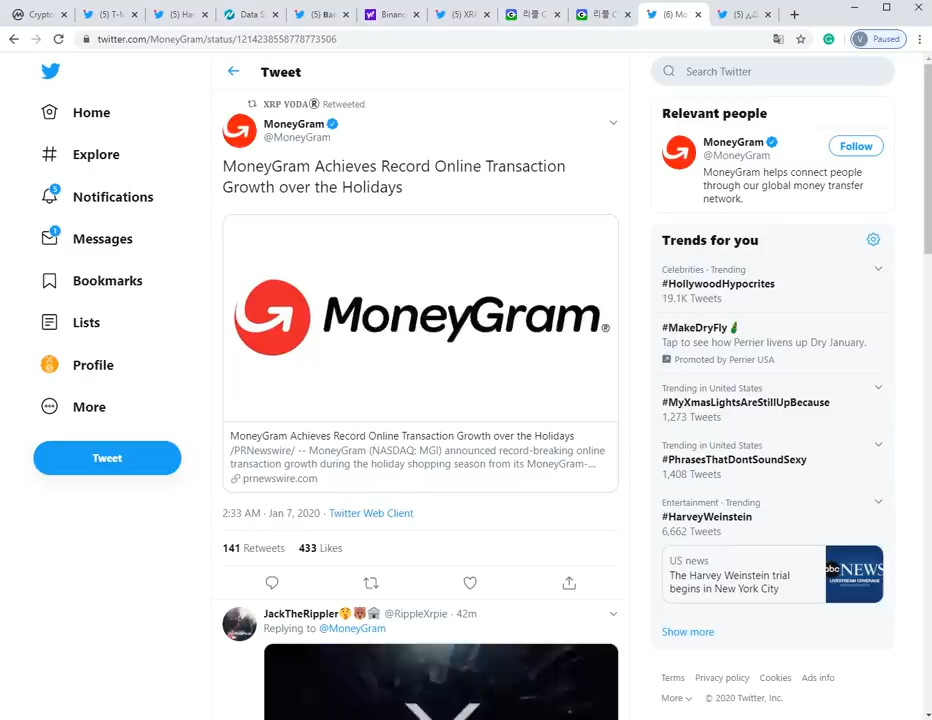 Crypto
(5) T-M
(5) Ha
Data S
(5) Ba
Binanc
(5) XR
리플 C
리플 C
(6) Mo
twitter.com/MoneyGram/status/1214238558778773506
Paused
Home
Explore
5
Notifications
1
Messages
Bookmarks
Lists
Profile
More
Tweet
Tweet
XRP YODA® Retweeted
MoneyGram
@MoneyGram
MoneyGram Achieves Record Online Transaction
Growth over the Holidays
MoneyGram®
MoneyGram Achieves Record Online Transaction Growth over the Holidays
/PRNewswire/ -- MoneyGram (NASDAQ: MGI) announced record-breaking online
transaction growth during the holiday shopping season from its MoneyGram-...
prnewswire.com
2:33 AM · Jan 7, 2020 · Twitter Web Client
141 Retweets 433 Likes
JackTheRippler @RippleXrpie · 42m
Replying to @MoneyGram
Search Twitter
Relevant people
MoneyGram
@MoneyGram
Follow
MoneyGram helps connect people
through our global money transfer
network.
Trends for you
Celebrities · Trending
#HollywoodHypocrites
19.1K Tweets
#MakeDryFly
Tap to see how Perrier livens up Dry January.
Promoted by Perrier USA
Trending in United States
#MyXmasLightsAreStillUpBecause
1,273 Tweets
Trending in United States
#PhrasesThatDontSoundSexy
1,408 Tweets
Entertainment · Trending
#HarveyWeinstein
6,662 Tweets
US news
The Harvey Weinstein trial
begins in New York City
abc NEWS
LIVESTREAM COVERAGE
Show more
Terms Privacy policy Cookies Ads info
More © 2020 Twitter, Inc.